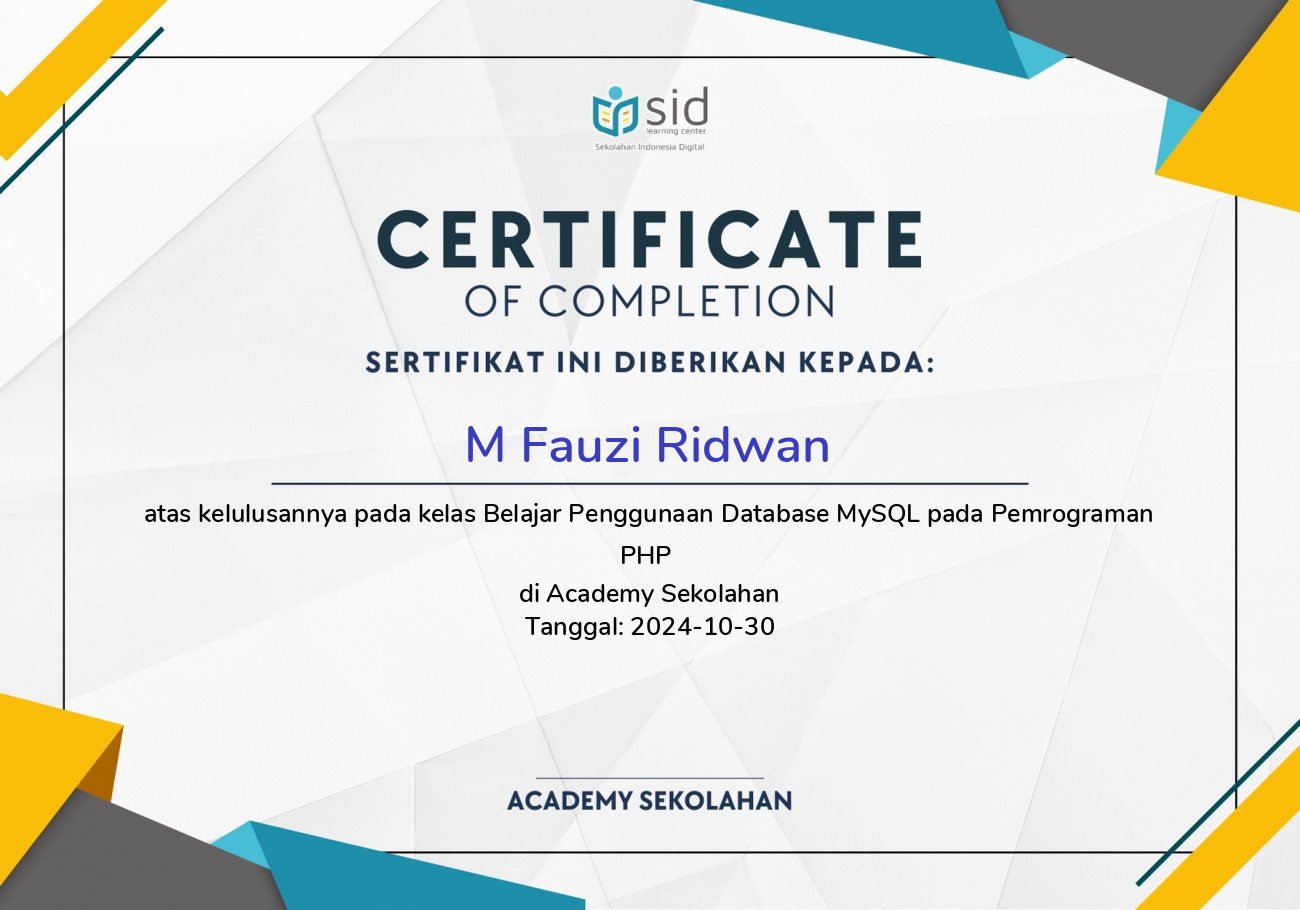 sid
learning center
Sekolahan Indonesia Digital
CERTIFICATE
OF COMPLETION
SERTIFIKAT INI DIBERIKAN KEPADA:
M Fauzi Ridwan
atas kelulusannya pada kelas Belajar Penggunaan Database MySQL pada Pemrograman
PHP
di Academy Sekolahan
Tanggal: 2024-10-30
ACADEMY SEKOLAHAN